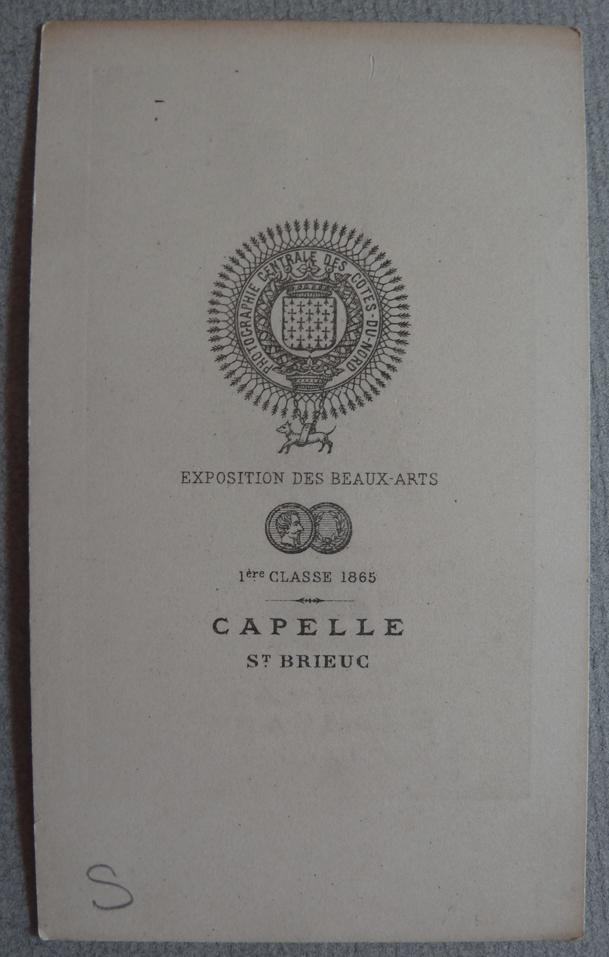 PHOTOGRAPHIE CENTRALE DES COTES-DU-NORD
EXPOSITION DES BEAUX-ARTS
1ère CLASSE 1865
CAPELLE
ST BRIEUC
S